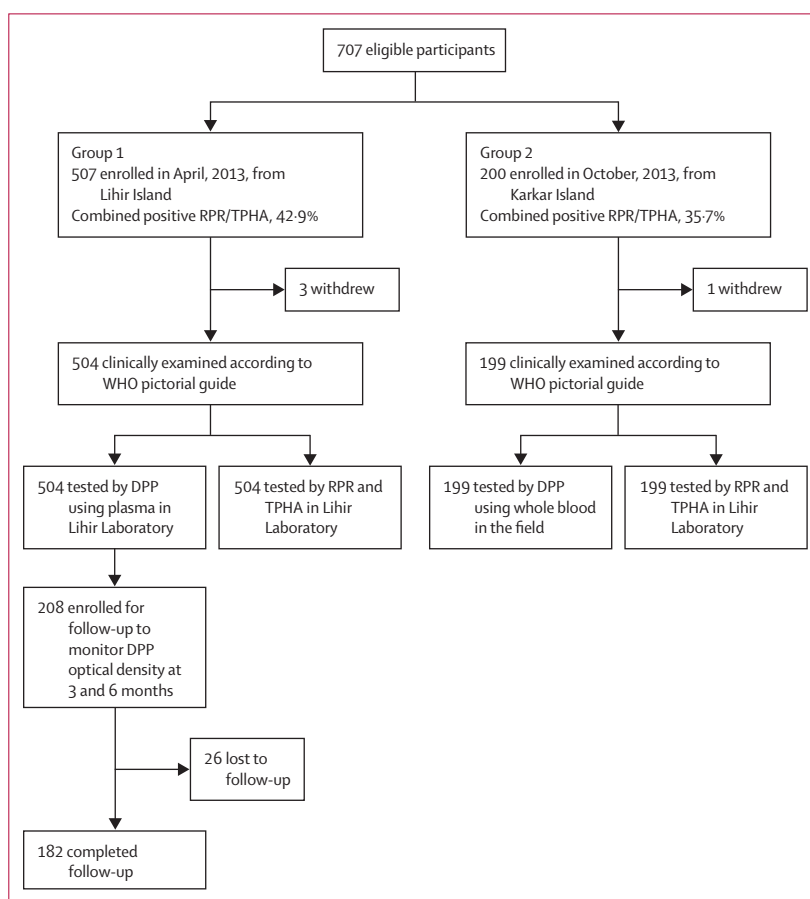 707 eligible participants
Group 1
507 enrolled in April, 2013, from
Lihir Island
Combined positive RPR/TPHA, 42·9%
Group 2
200 enrolled in October, 2013, from
Karkar Island
Combined positive RPR/TPHA, 35·7%
3 withdrew
1 withdrew
504 clinically examined according to
WHO pictorial guide
199 clinically examined according to
WHO pictorial guide
504 tested by DPP
using plasma in
Lihir Laboratory
504 tested by RPR and
TPHA in Lihir
Laboratory
199 tested by DPP
using whole blood
in the field
199 tested by RPR and
TPHA in Lihir
Laboratory
208 enrolled for
follow-up to
monitor DPP
optical density at
3 and 6 months
26 lost to
follow-up
182 completed
follow-up